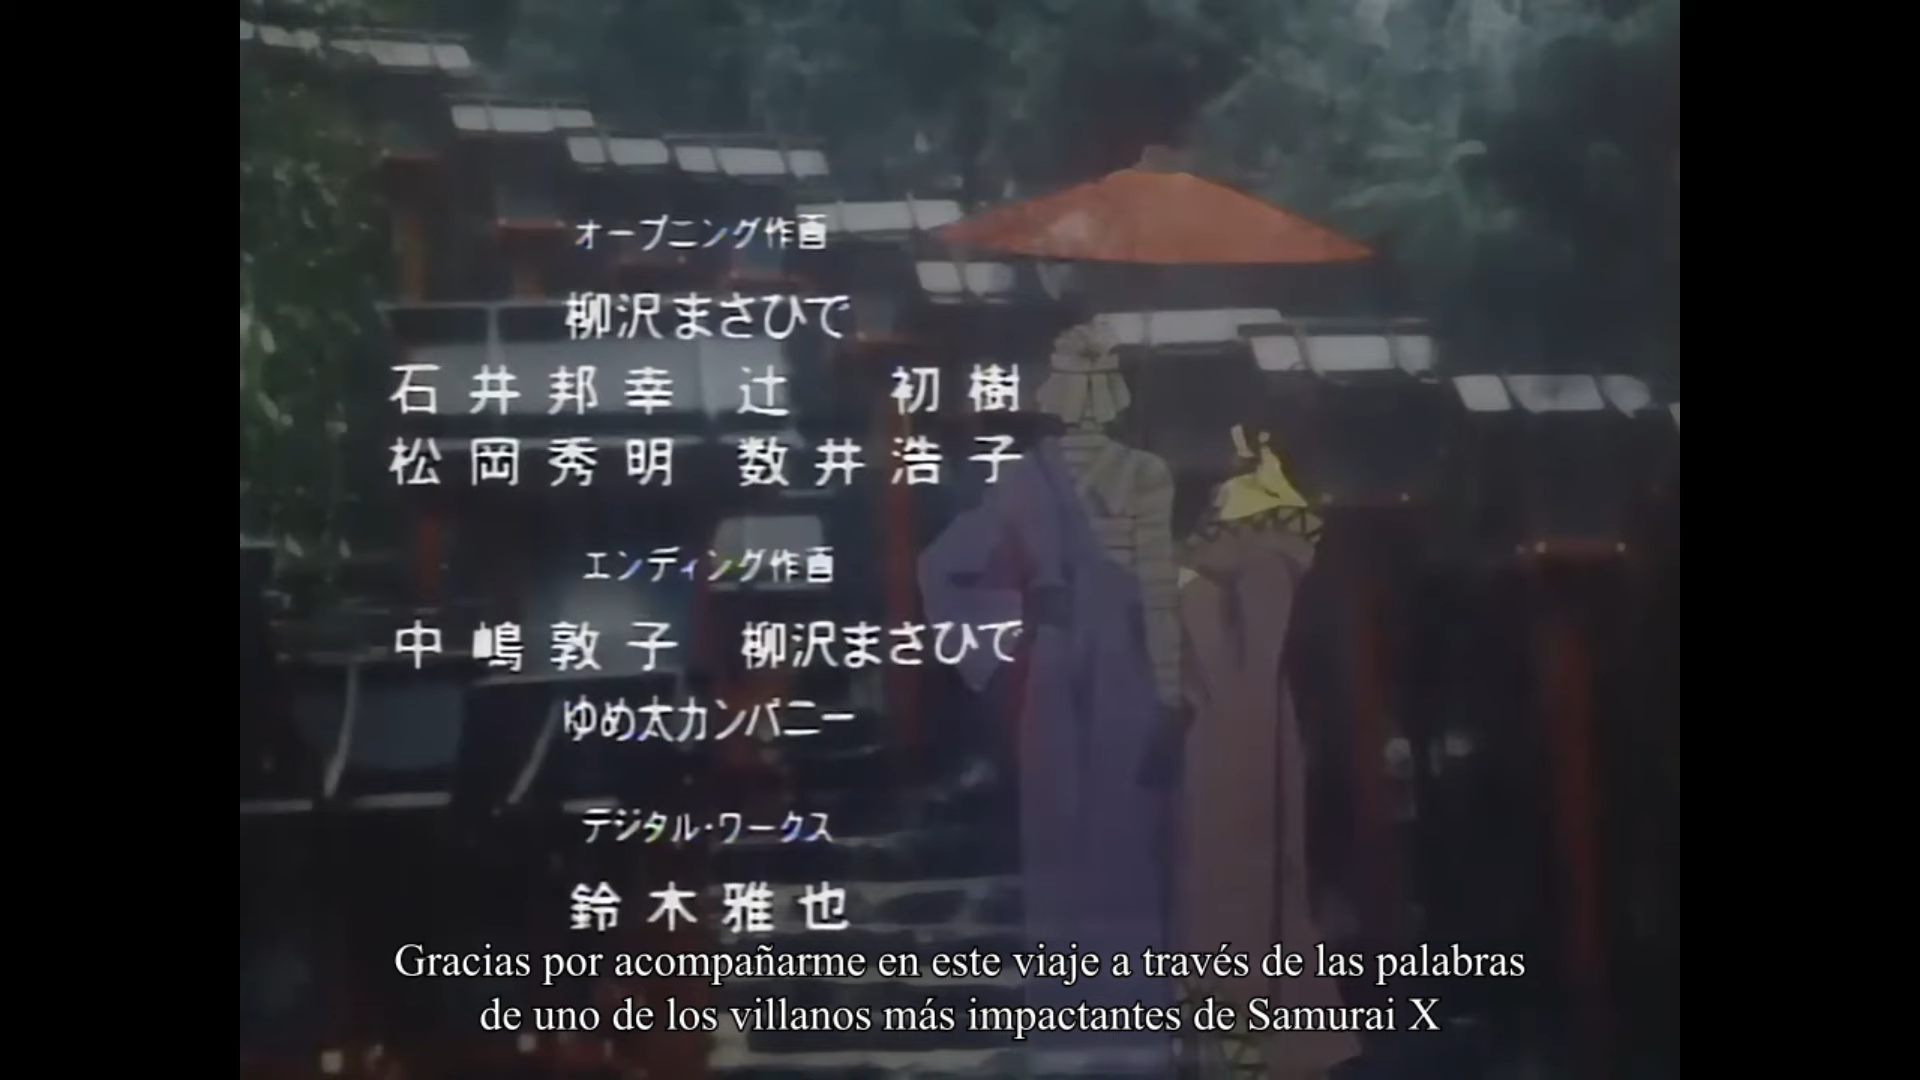 オープニング作画
柳沢まさひで
石井邦幸 辻 初樹
松岡秀明 数井浩子
エンディング作画
中嶋敦子 柳沢まさひで
ゆめ太カンパニー
デジタル・ワークス
鈴木雅也
Gracias por acompañarme en este viaje a través de las palabras
de uno de los villanos más impactantes de Samurai X